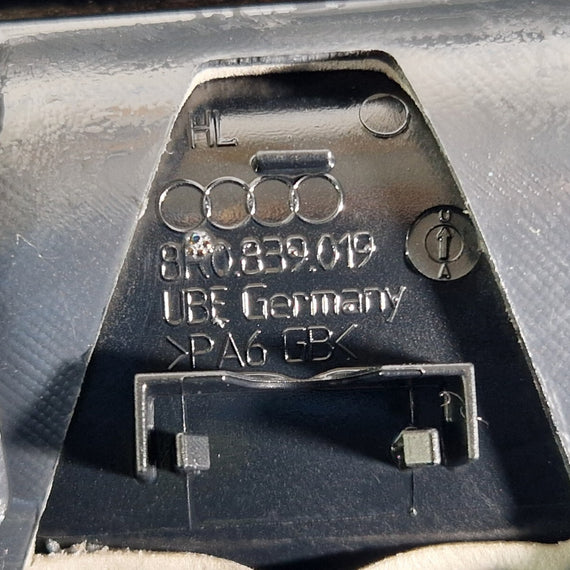 HL
8R0.839.019
UBE Germany
>PA6 GB<
U
A